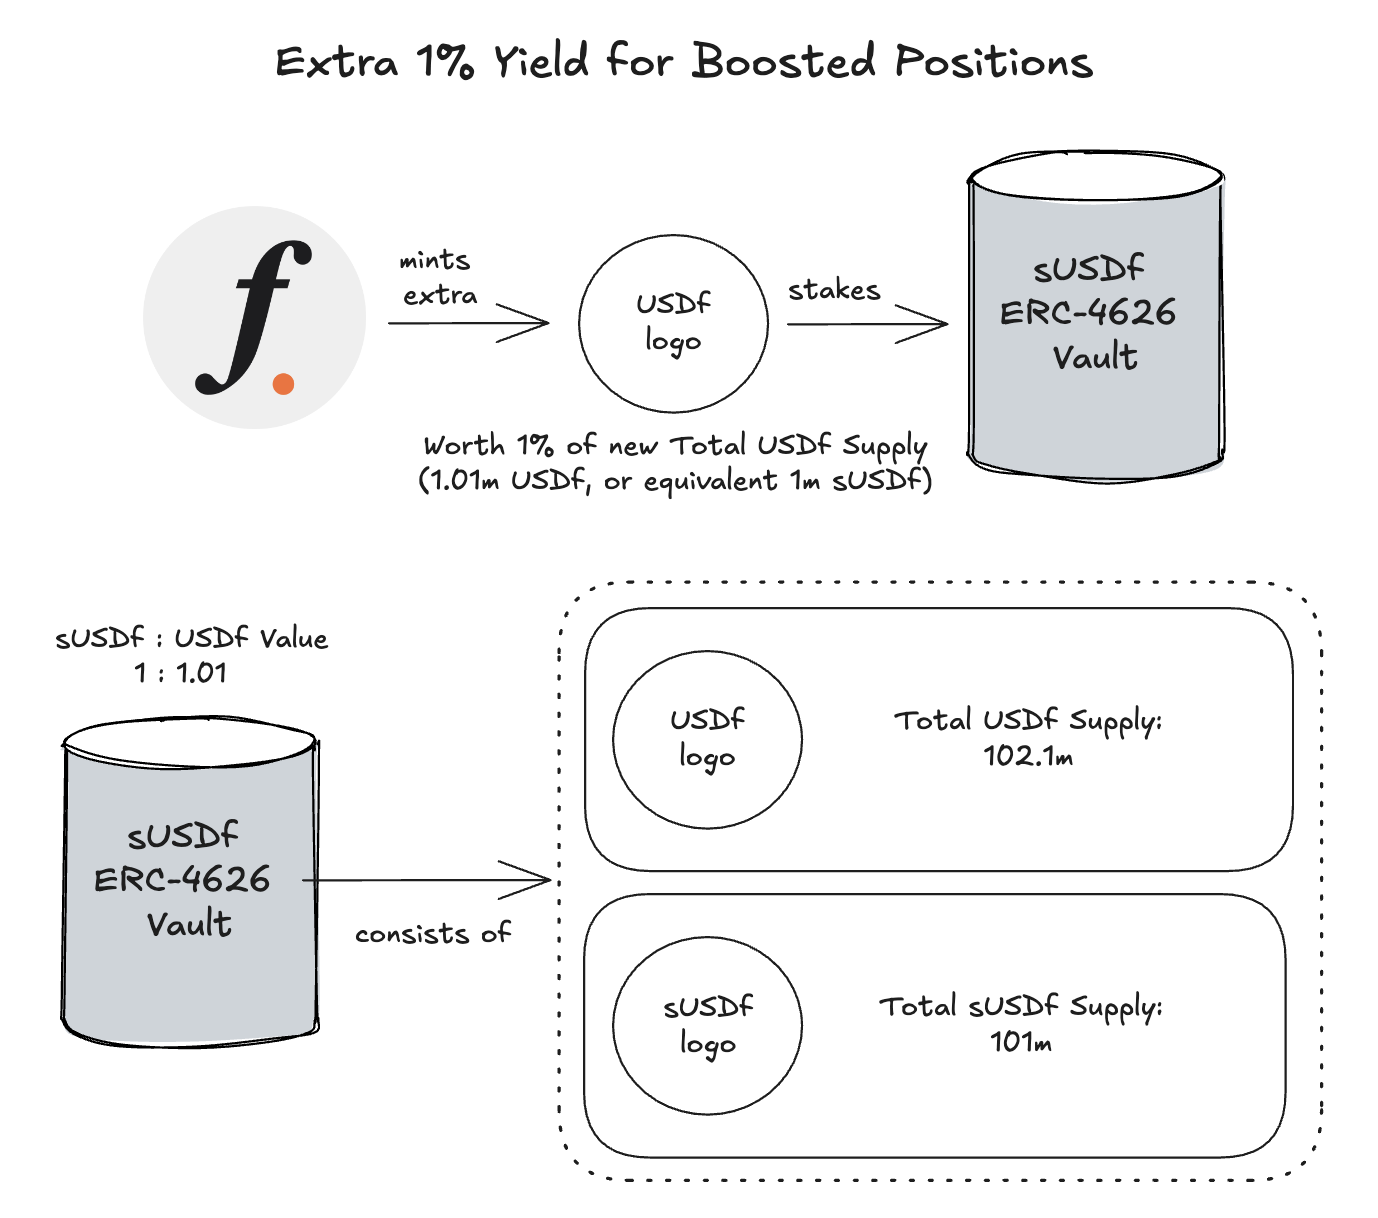 Extra 1% Yield for Boosted Positions
f.
mints
extra
USDf
logo
stakes
sUSDf
ERC-4626
Vault
Worth 1% of new Total USDf Supply
(1.01m USDf, or equivalent 1m sUSDf)
sUSDf : USDf Value
1 : 1.01
sUSDf
ERC-4626
Vault
consists of
USDf
logo
Total USDf Supply:
102.1m
sUSDf
logo
Total sUSDf Supply:
101m